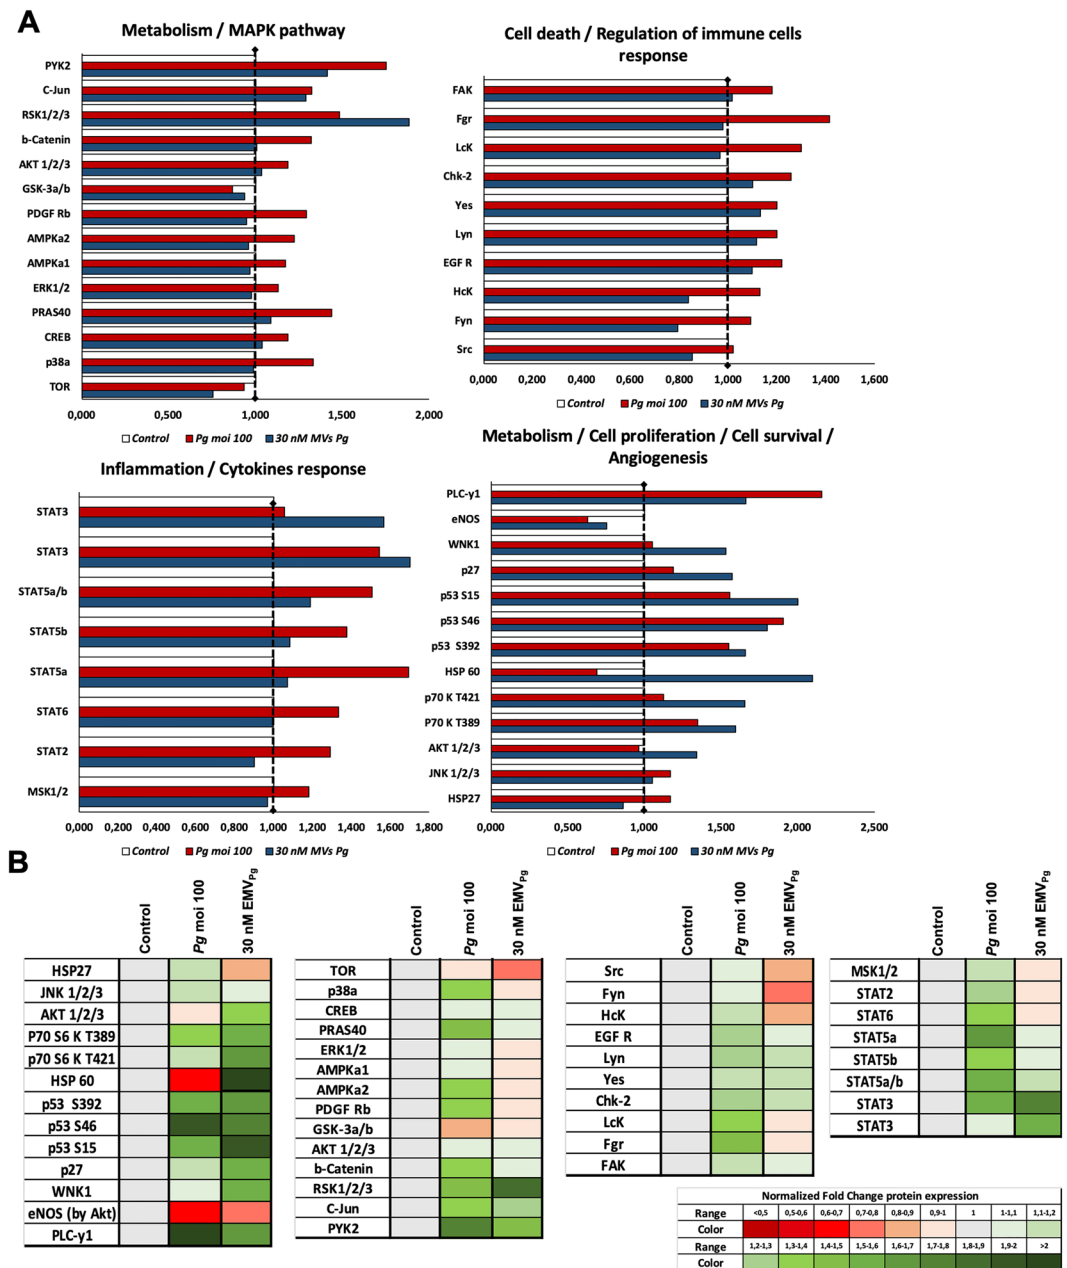 A
Metabolism / MAPK pathway
PYK2
C-Jun
RSK1/2/3
b-Catenin
AKT 1/2/3
GSK-3a/b
PDGF Rb
AMPKa2
AMPKa1
ERK1/2
PRAS40
CREB
p38a
TOR
0,000 0,500 1,000 1,500 2,000
Control Pg moi 100 30 nM MVs Pg
Cell death / Regulation of immune cells
response
FAK
Fgr
LcK
Chk-2
Yes
Lyn
EGF R
HcK
Fyn
Src
0,000 0,200 0,400 0,600 0,800 1,000 1,200 1,400 1,600
Control Pg moi 100 30 nM MVs Pg
Inflammation / Cytokines response
STAT3
STAT3
STAT5a/b
STAT5b
STAT5a
STAT6
STAT2
MSK1/2
0,000 0,200 0,400 0,600 0,800 1,000 1,200 1,400 1,600 1,800
Control Pg moi 100 30 nM MVs Pg
Metabolism / Cell proliferation / Cell survival /
Angiogenesis
PLC-y1
eNOS
WNK1
p27
p53 S15
p53 S46
p53 S392
HSP 60
p70 K T421
P70 K T389
AKT 1/2/3
JNK 1/2/3
HSP27
0,000 0,500 1,000 1,500 2,000 2,500
Control Pg moi 100 30 nM MVs Pg
B
Control Pg moi 100 30 nM EMVPg
HSP27
JNK 1/2/3
AKT 1/2/3
P70 S6 K T389
p70 S6 K T421
HSP 60
p53 S392
p53 S46
p53 S15
p27
WNK1
eNOS (by Akt)
PLC-y1
Control Pg moi 100 30 nM EMVPg
TOR
p38a
CREB
PRAS40
ERK1/2
AMPKa1
AMPKa2
PDGF Rb
GSK-3a/b
AKT 1/2/3
b-Catenin
RSK1/2/3
C-Jun
PYK2
Control Pg moi 100 30 nM EMVPg
Src
Fyn
HcK
EGF R
Lyn
Yes
Chk-2
LcK
Fgr
FAK
Control Pg moi 100 30 nM EMVPg
MSK1/2
STAT2
STAT6
STAT5a
STAT5b
STAT5a/b
STAT3
STAT3
Normalized Fold Change protein expression
Range <0,5 0,5-0,6 0,6-0,7 0,7-0,8 0,8-0,9 0,9-1 1 1-1,1 1,1-1,2
Color
Range 1,2-1,3 1,3-1,4 1,4-1,5 1,5-1,6 1,6-1,7 1,7-1,8 1,8-1,9 1,9-2 >2
Color